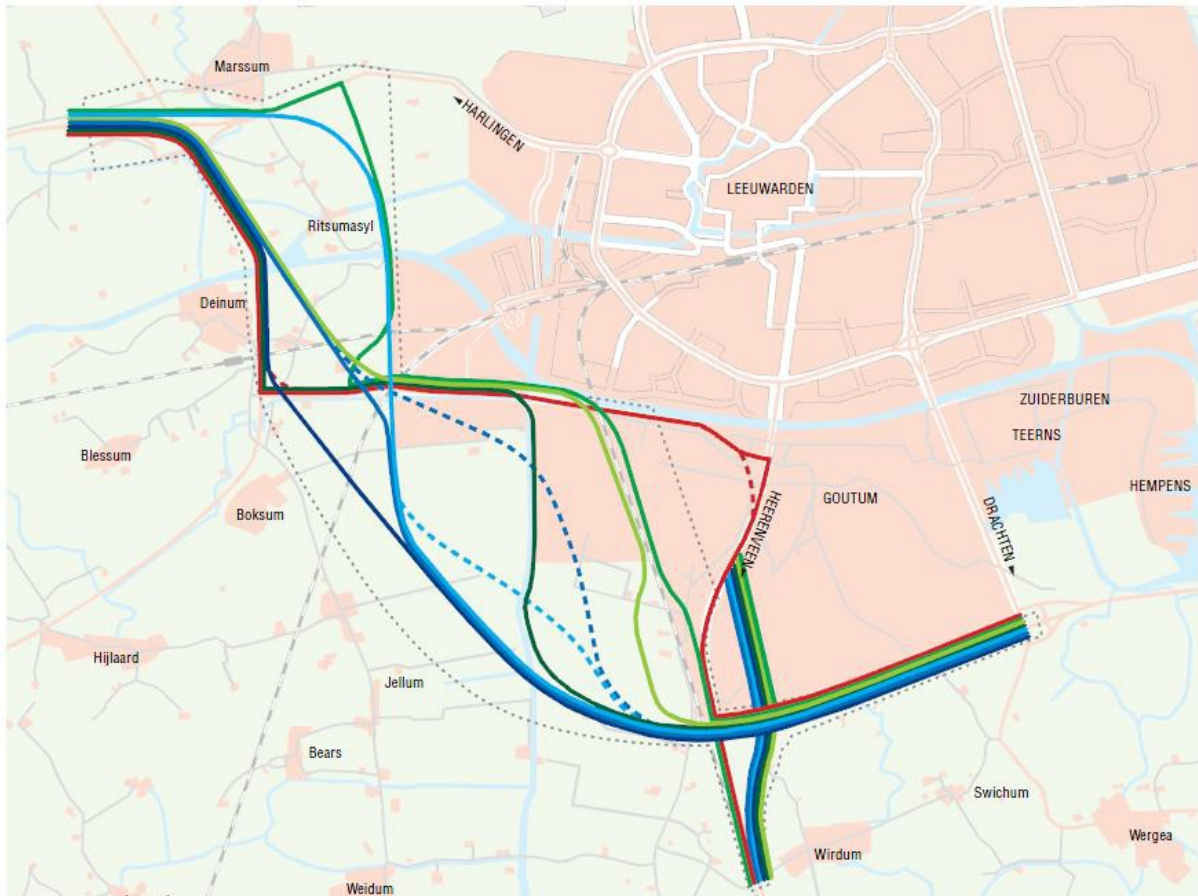 Marssum
HARLINGEN
LEEUWARDEN
Ritsumasyl
Deinum
ZUIDERBUREN
TEERNS
Blessum
HEMPENS
GOUTUM
Boksum
HEERENVEEN
DRACHTEN
Hijlaard
Jellum
Bears
Swichum
Wergea
Wirdum
Weidum